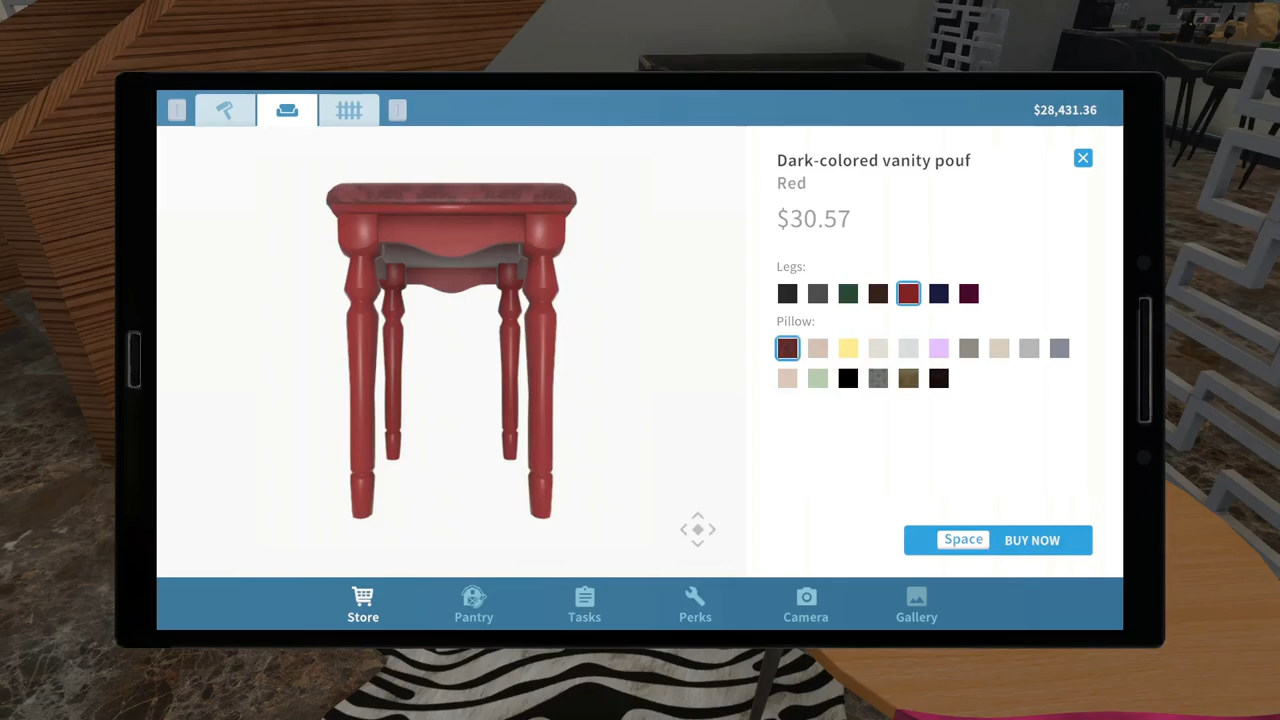 $28,431.36
Dark-colored vanity pouf
Red
$30.57
Legs:
Pillow:
Space BUY NOW
Store Pantry Tasks Perks Camera Gallery